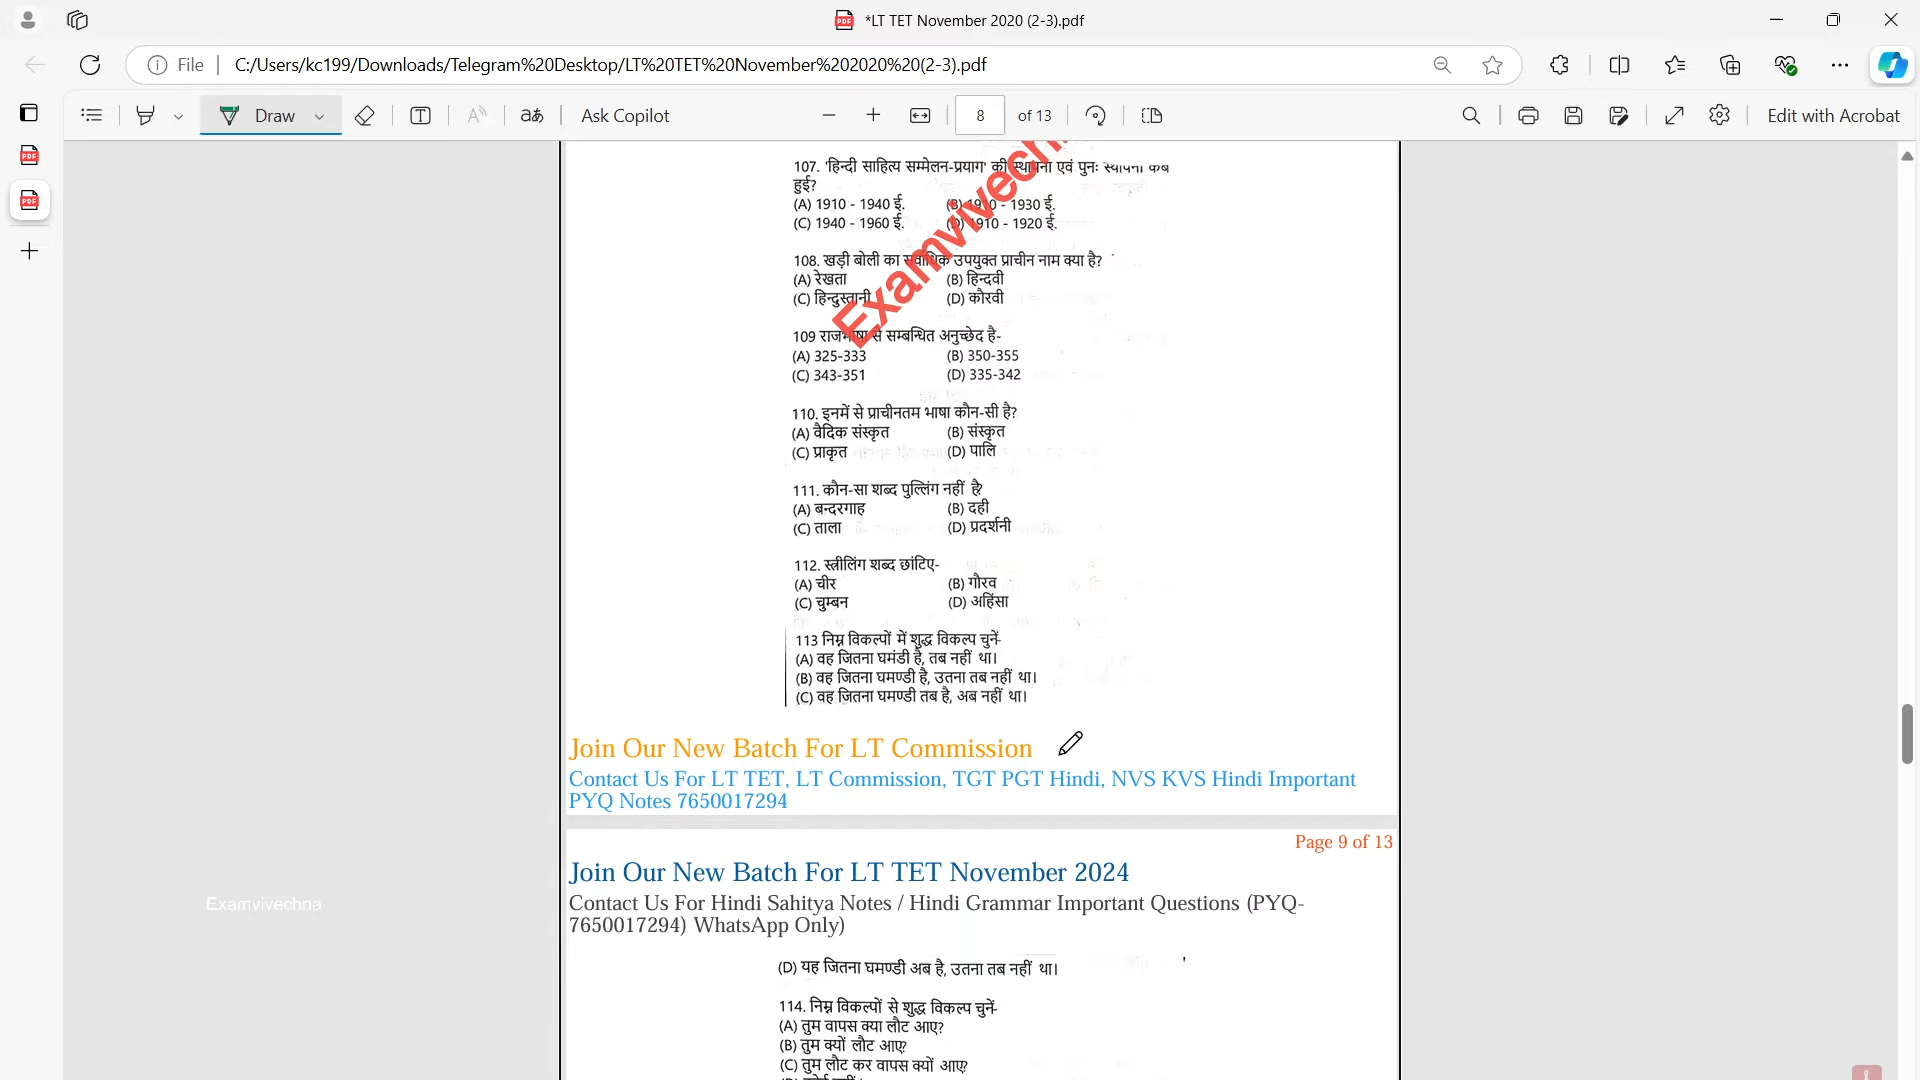 *LT TET November 2020 (2-3).pdf
File
C:/Users/kc199/Downloads/Telegram%20Desktop/LT%20TET%20November%202020%20(2-3).pdf
Draw
Ask Copilot
8 of 13
Edit with Acrobat
107. 'हिन्दी साहित्य सम्मेलन-प्रयाग' की स्थापना एवं पुनः स्थापना कब
हुई?
(A) 1910 - 1940 ई. (B) 1910 - 1930 ई.
(C) 1940 - 1960 ई. (D) 1910 - 1920 ई.
108. खड़ी बोली का सर्वाधिक उपयुक्त प्राचीन नाम क्या है?
(A) रेखता (B) हिन्दवी
(C) हिन्दुस्तानी (D) कौरवी
Examvivechna
109 राजभाषा से सम्बन्धित अनुच्छेद है-
(A) 325-333 (B) 350-355
(C) 343-351 (D) 335-342
110. इनमें से प्राचीनतम भाषा कौन-सी है?
(A) वैदिक संस्कृत (B) संस्कृत
(C) प्राकृत (D) पालि
111. कौन-सा शब्द पुल्लिंग नहीं है?
(A) बन्दरगाह (B) दही
(C) ताला (D) प्रदर्शनी
112. स्त्रीलिंग शब्द छांटिए-
(A) चीर (B) गौरव
(C) चुम्बन (D) अहिंसा
113 निम्न विकल्पों में शुद्ध विकल्प चुनें-
(A) वह जितना घमंडी है, तब नहीं था।
(B) वह जितना घमण्डी है, उतना तब नहीं था।
(C) वह जितना घमण्डी तब है, अब नहीं था।
Join Our New Batch For LT Commission
Contact Us For LT TET, LT Commission, TGT PGT Hindi, NVS KVS Hindi Important
PYQ Notes 7650017294
Page 9 of 13
Join Our New Batch For LT TET November 2024
Contact Us For Hindi Sahitya Notes / Hindi Grammar Important Questions (PYQ-
7650017294) WhatsApp Only)
Examvivechna
(D) यह जितना घमण्डी अब है, उतना तब नहीं था।
114. निम्न विकल्पों से शुद्ध विकल्प चुनें-
(A) तुम वापस क्या लौट आए?
(B) तुम क्यों लौट आए?
(C) तुम लौट कर वापस क्यों आए?